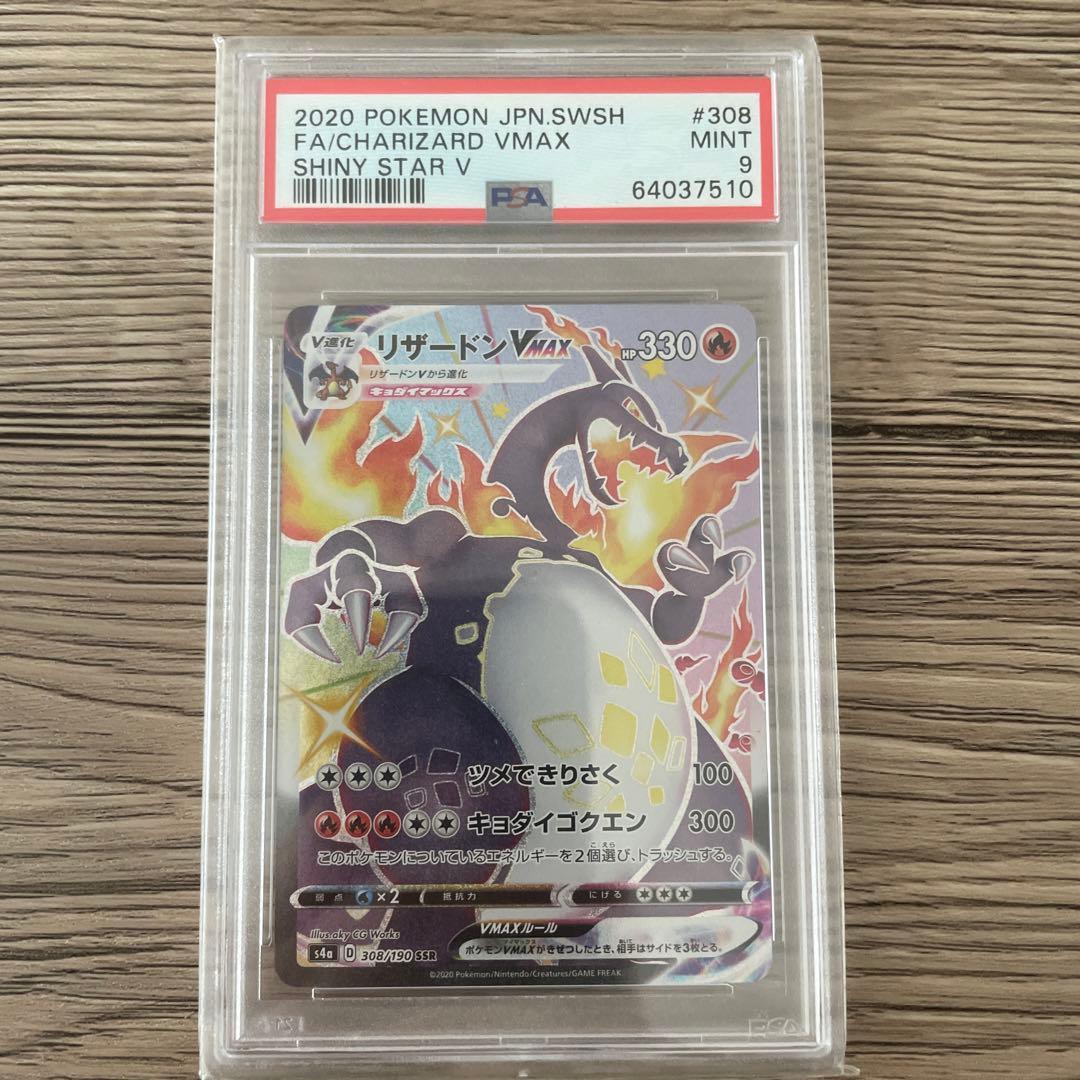 2020 POKEMON JPN.SWSH #308
FA/CHARIZARD VMAX MINT
SHINY STAR V 9
PSA 64037510
V進化 リザードンVMAX HP330
リザードンVから進化
キョダイマックス
ツメできりさく 100
キョダイゴクエン 300
このポケモンについているエネルギーを2個選び、トラッシュする。
弱点 ×2 抵抗力 にげる
VMAXルール
ポケモンVMAXがきぜつしたとき、相手はサイドを3枚とる。
Illus.aky CG Works
s4a D 308/190 SSR
©2020 Pokémon/Nintendo/Creatures/GAME FREAK
PSA